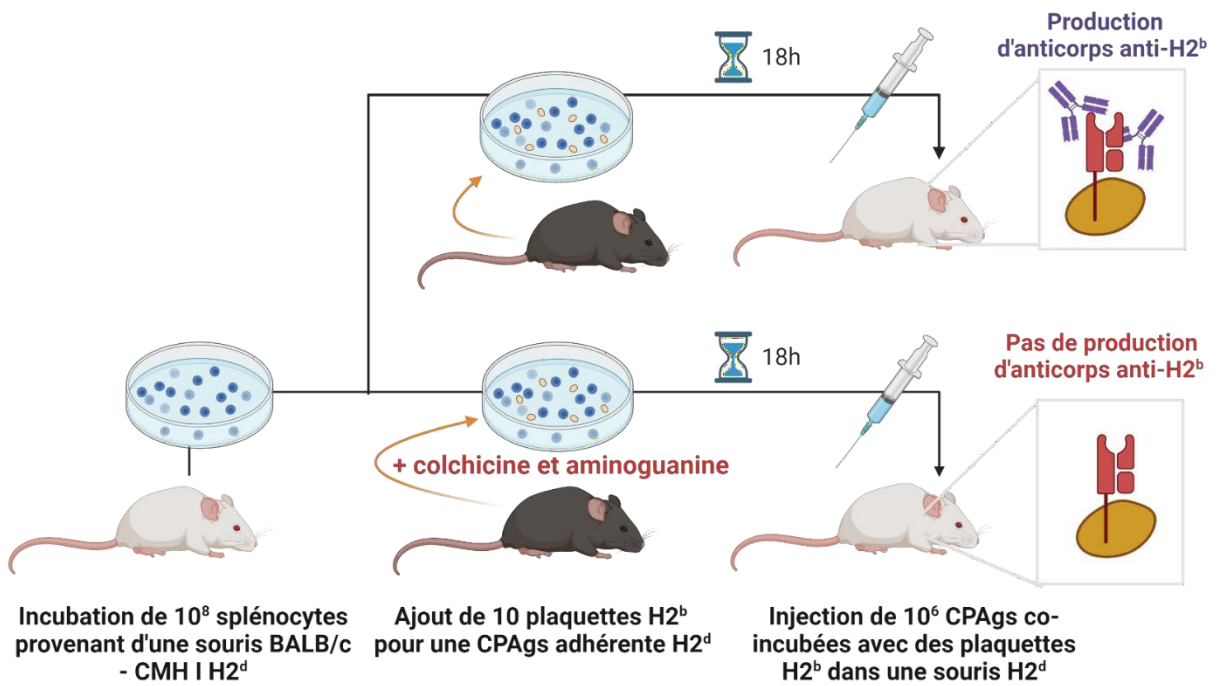 18h
Production
d'anticorps anti-H2ᵇ
18h
Pas de production
d'anticorps anti-H2ᵇ
+ colchicine et aminoguanine
Incubation de 10⁸ splénocytes
provenant d'une souris BALB/c
- CMH I H2ᵈ
Ajout de 10 plaquettes H2ᵇ
pour une CPAgs adhérente H2ᵈ
Injection de 10⁶ CPAgs co-
incubées avec des plaquettes
H2ᵇ dans une souris H2ᵈ